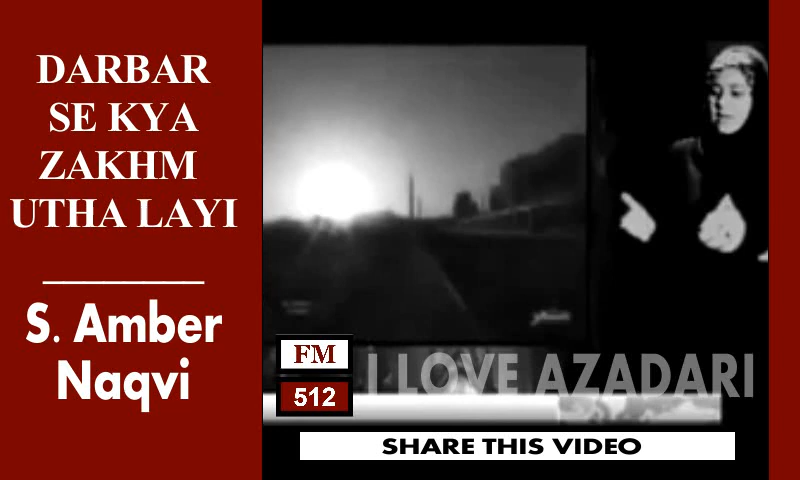 DARBAR
SE KYA
ZAKHM
UTHA LAYI
S. Amber
Naqvi
FM
512
I LOVE AZADARI
SHARE THIS VIDEO